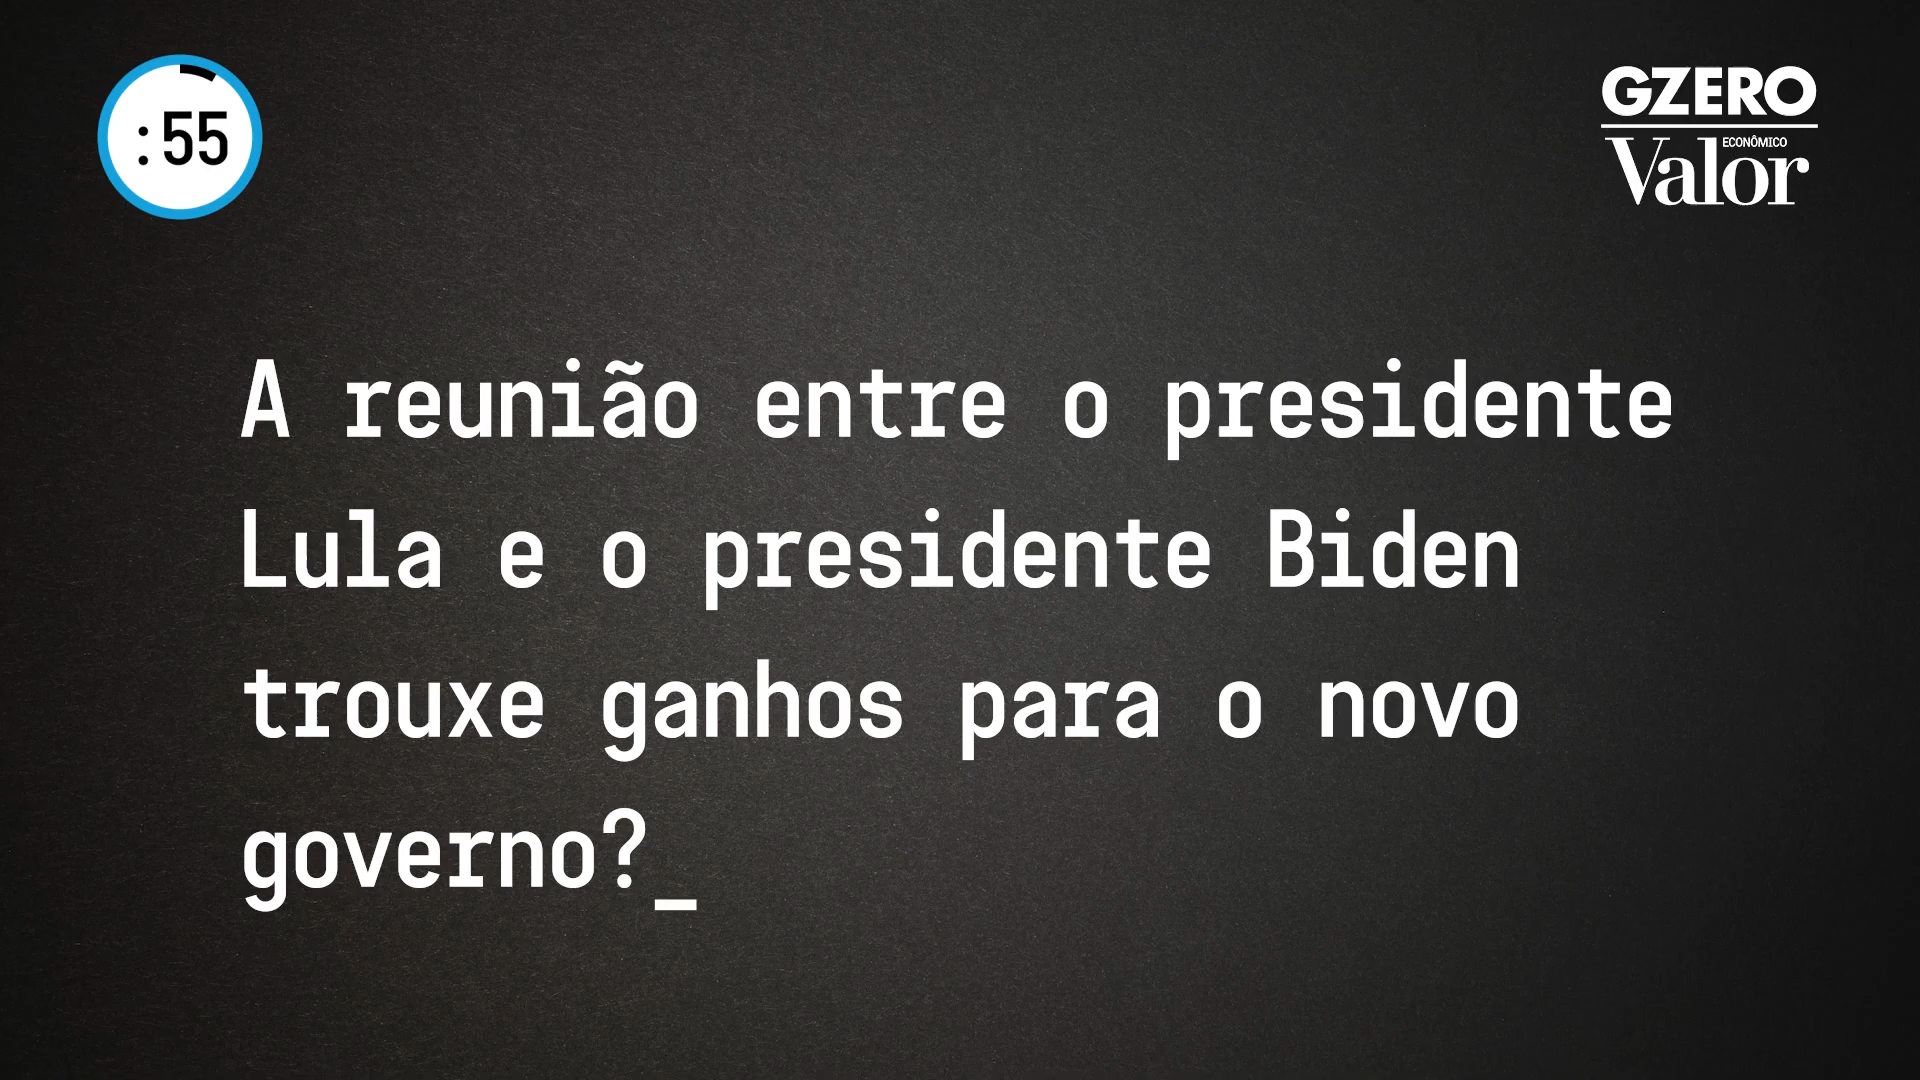 :55
GZERO
ECONÔMICO
Valor
A reunião entre o presidente
Lula e o presidente Biden
trouxe ganhos para o novo
governo?_